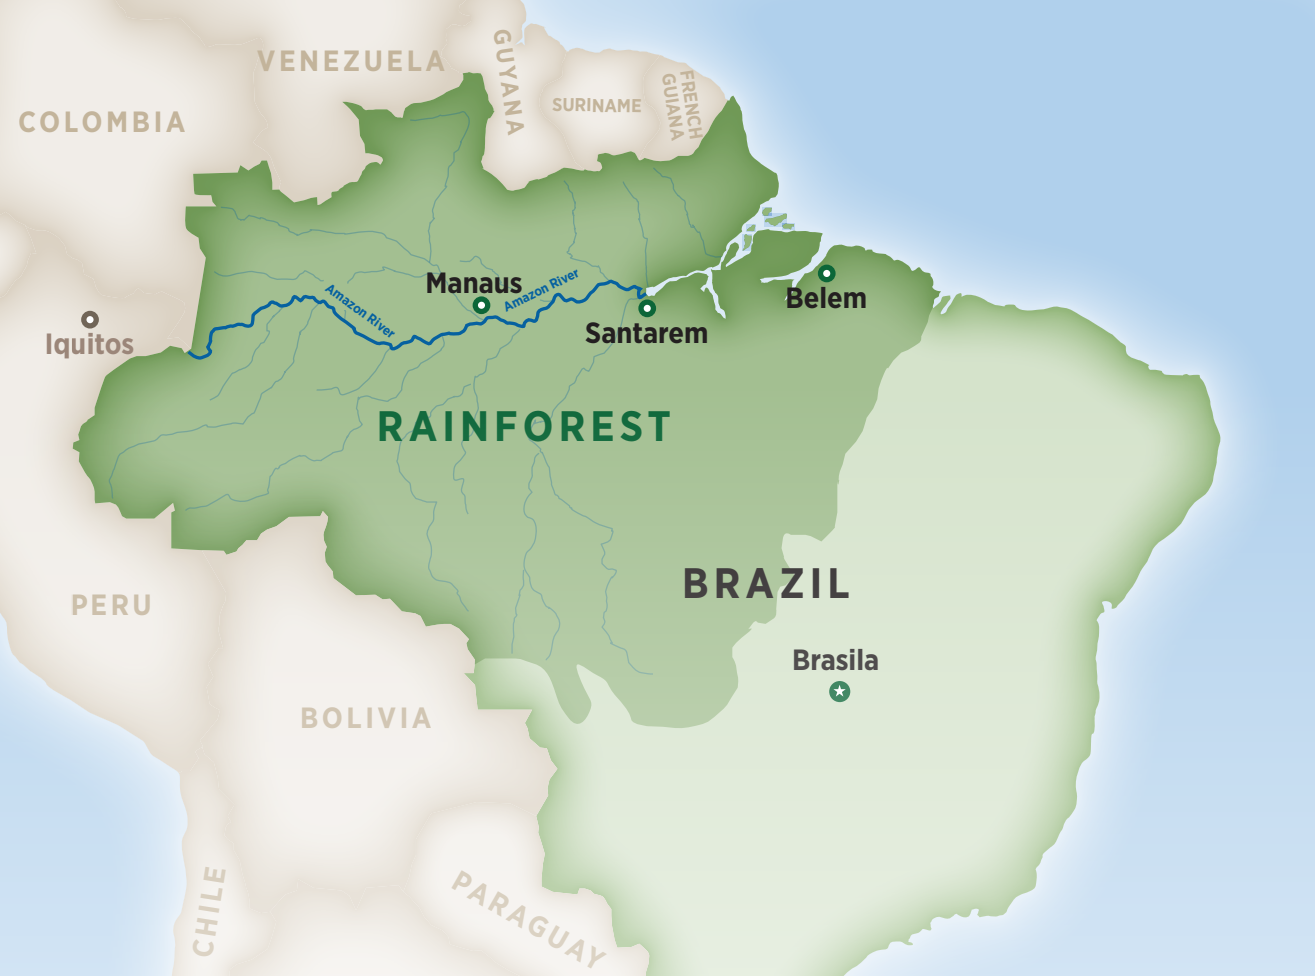 VENEZUELA
GUYANA
SURINAME
FRENCH
GUIANA
COLOMBIA
Manaus
Amazon River
Amazon River
Belem
Iquitos
Santarem
RAINFOREST
BRAZIL
PERU
Brasila
BOLIVIA
CHILE
PARAGUAY